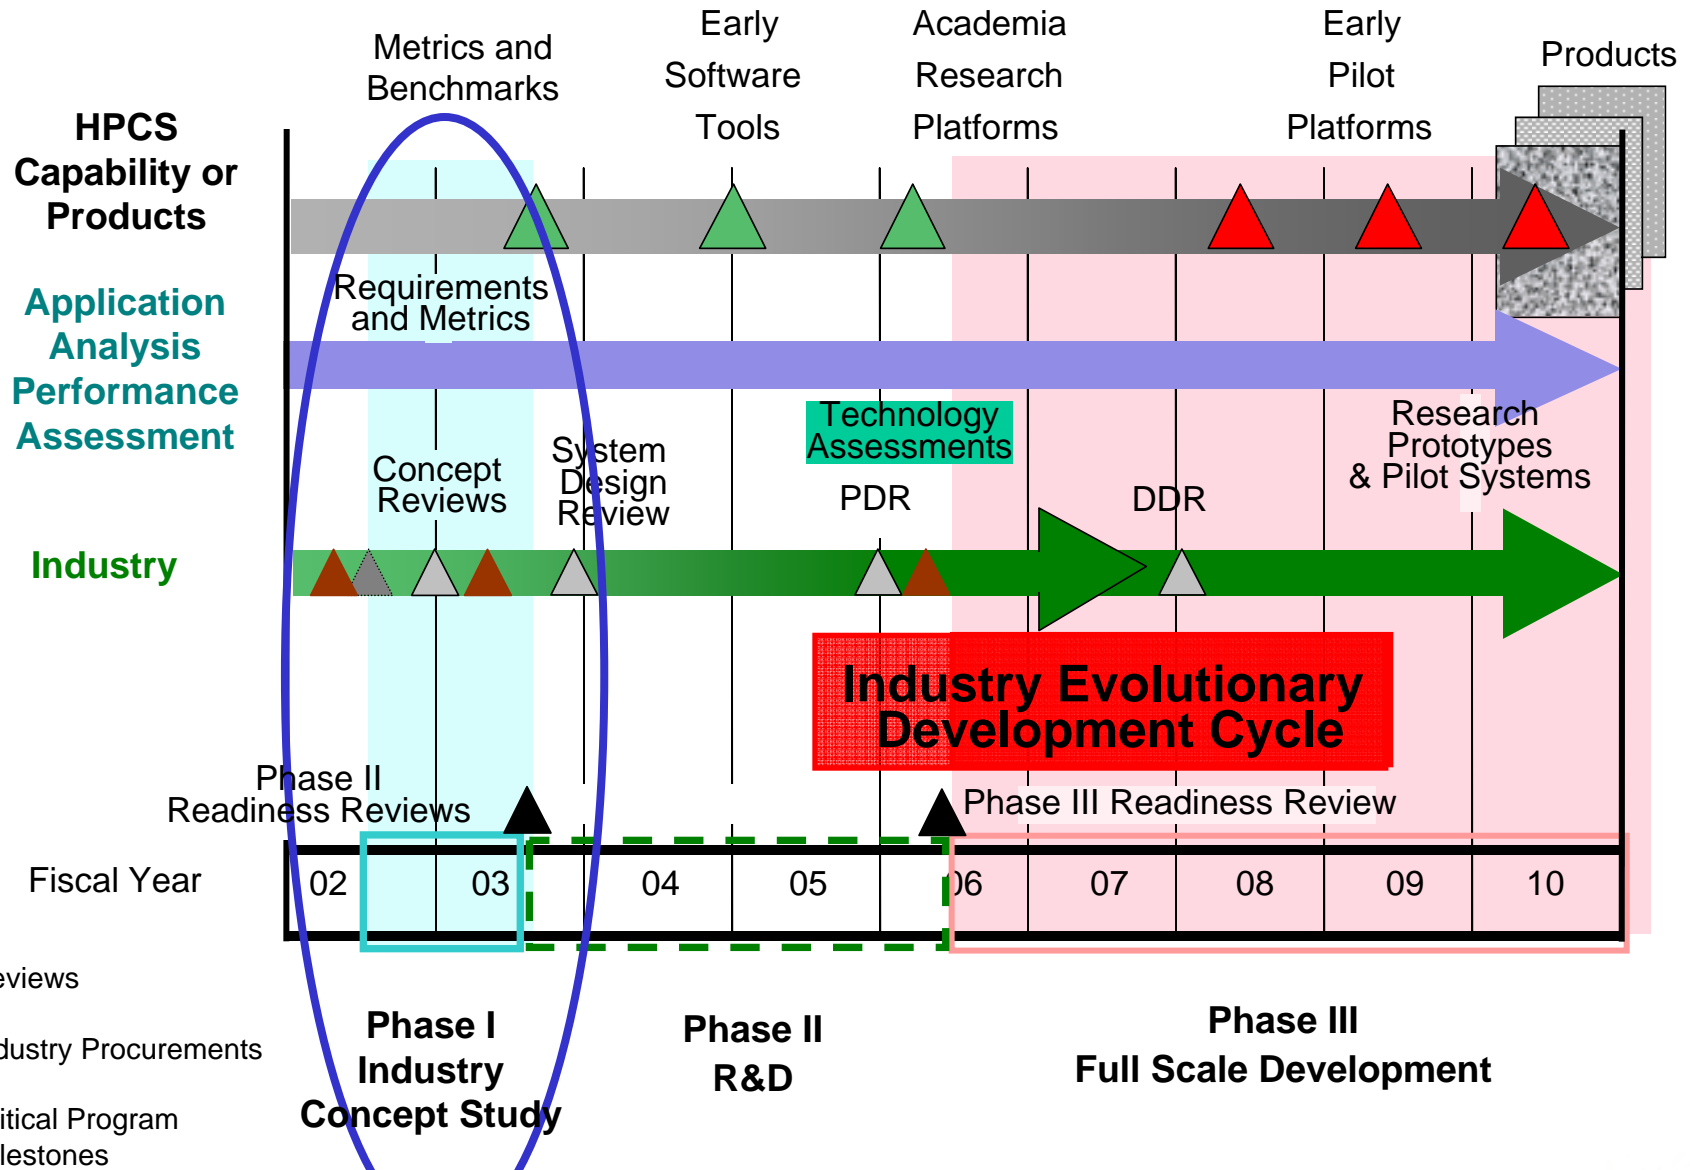 Metrics and
Benchmarks
Early
Software
Tools
Academia
Research
Platforms
Early
Pilot
Platforms
Products
HPCS
Capability or
Products
Requirements
and Metrics
Application
Analysis
Performance
Assessment
Concept
Reviews
System
Design
Review
Technology
Assessments
PDR
DDR
Research
Prototypes
& Pilot Systems
Industry
Industry Evolutionary
Development Cycle
Phase II
Readiness Reviews
Phase III Readiness Review
Fiscal Year
02
03
04
05
06
07
08
09
10
eviews
dustry Procurements
itical Program
lestones
Phase I
Industry
Concept Study
Phase II
R&D
Phase III
Full Scale Development